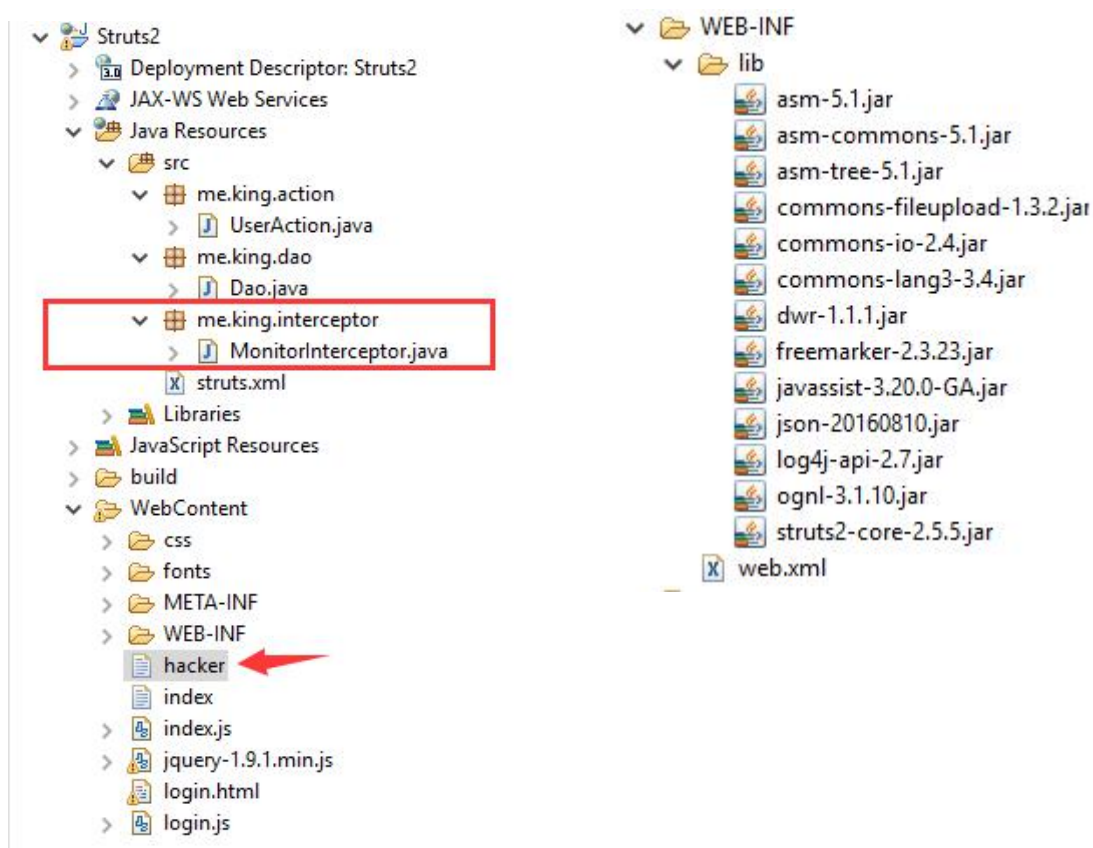 Struts2
Deployment Descriptor: Struts2
JAX-WS Web Services
Java Resources
src
me.king.action
UserAction.java
me.king.dao
Dao.java
me.king.interceptor
MonitorInterceptor.java
struts.xml
Libraries
JavaScript Resources
build
WebContent
css
fonts
META-INF
WEB-INF
hacker
index
index.js
jquery-1.9.1.min.js
login.html
login.js
WEB-INF
lib
asm-5.1.jar
asm-commons-5.1.jar
asm-tree-5.1.jar
commons-fileupload-1.3.2.jar
commons-io-2.4.jar
commons-lang3-3.4.jar
dwr-1.1.1.jar
freemarker-2.3.23.jar
javassist-3.20.0-GA.jar
json-20160810.jar
log4j-api-2.7.jar
ognl-3.1.10.jar
struts2-core-2.5.5.jar
web.xml